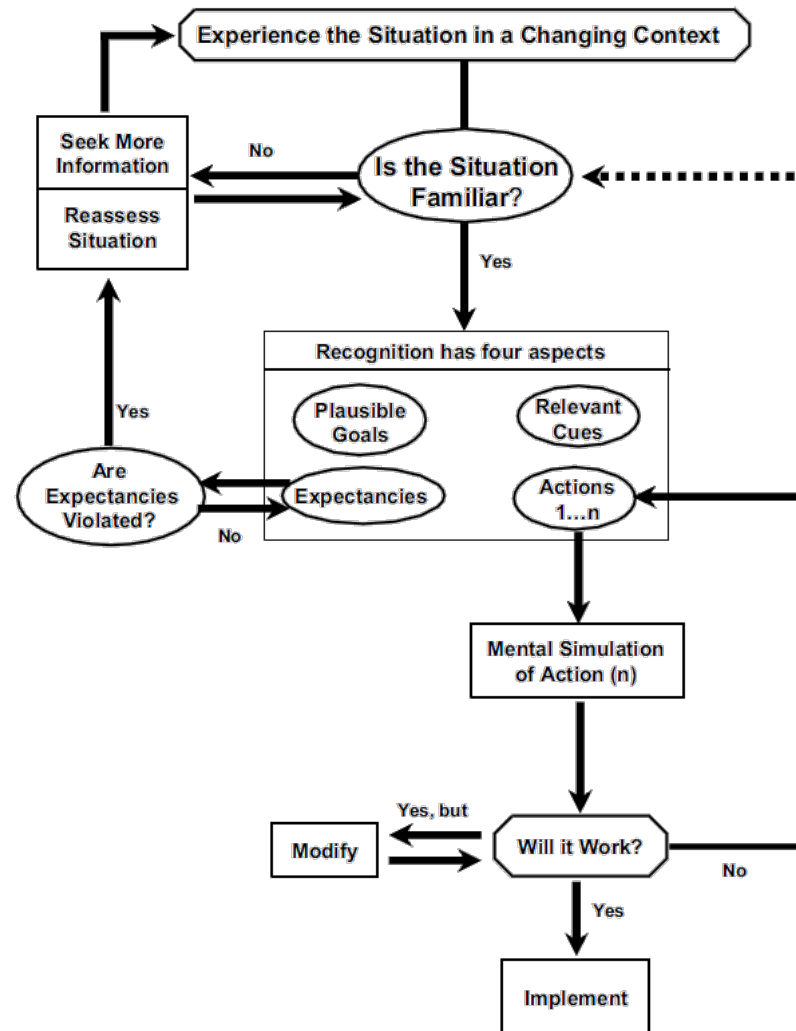 Experience the Situation in a Changing Context
Seek More
Information
No
Is the Situation
Familiar?
Reassess
Situation
Yes
Recognition has four aspects
Plausible
Goals
Relevant
Cues
Yes
Are
Expectancies
Violated?
Expectancies
Actions
1...n
No
Mental Simulation
of Action (n)
Yes, but
Modify
Will it Work?
No
Yes
Implement